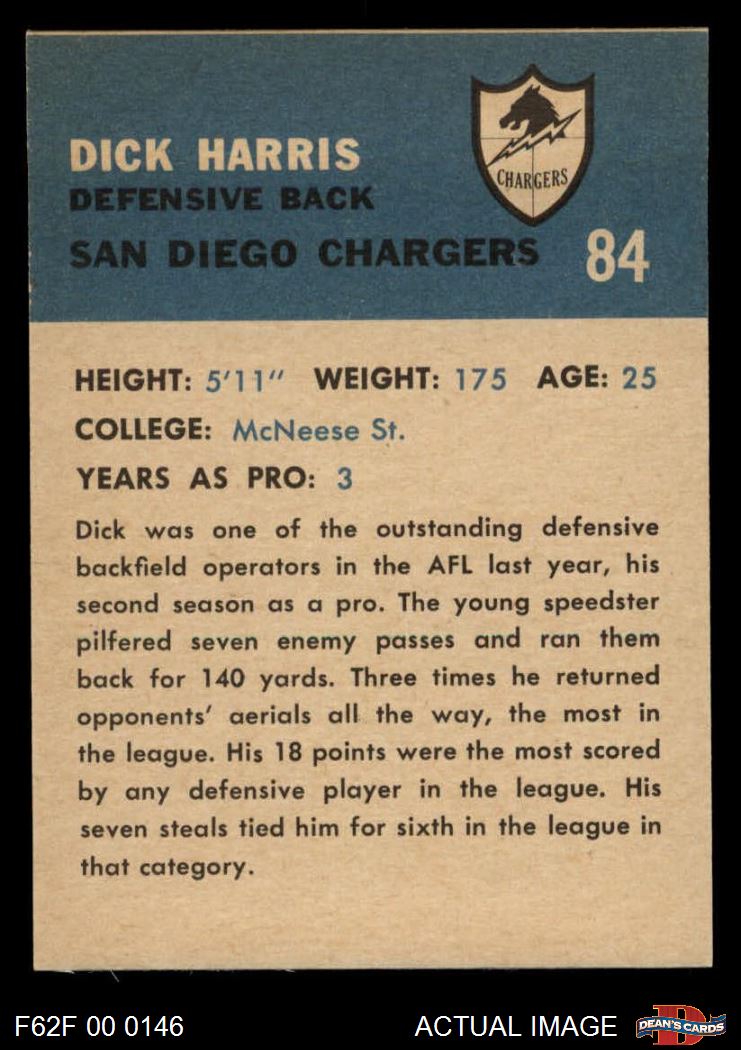 DICK HARRIS
DEFENSIVE BACK
SAN DIEGO CHARGERS 84
CHARGERS
HEIGHT: 5'11" WEIGHT: 175 AGE: 25
COLLEGE: McNeese St.
YEARS AS PRO: 3
Dick was one of the outstanding defensive
backfield operators in the AFL last year, his
second season as a pro. The young speedster
pilfered seven enemy passes and ran them
back for 140 yards. Three times he returned
opponents' aerials all the way, the most in
the league. His 18 points were the most scored
by any defensive player in the league. His
seven steals tied him for sixth in the league in
that category.
F62F 00 0146 ACTUAL IMAGE
D
DEAN'S CARDS